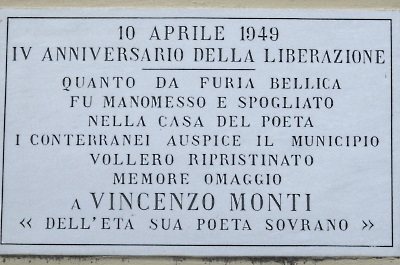 10 APRILE 1949
IV ANNIVERSARIO DELLA LIBERAZIONE
QUANTO DA FURIA BELLICA
FU MANOMESSO E SPOGLIATO
NELLA CASA DEL POETA
I CONTERRANEI AUSPICE IL MUNICIPIO
VOLLERO RIPRISTINATO
MEMORE OMAGGIO
A VINCENZO MONTI
« DELL'ETÀ SUA POETA SOVRANO »